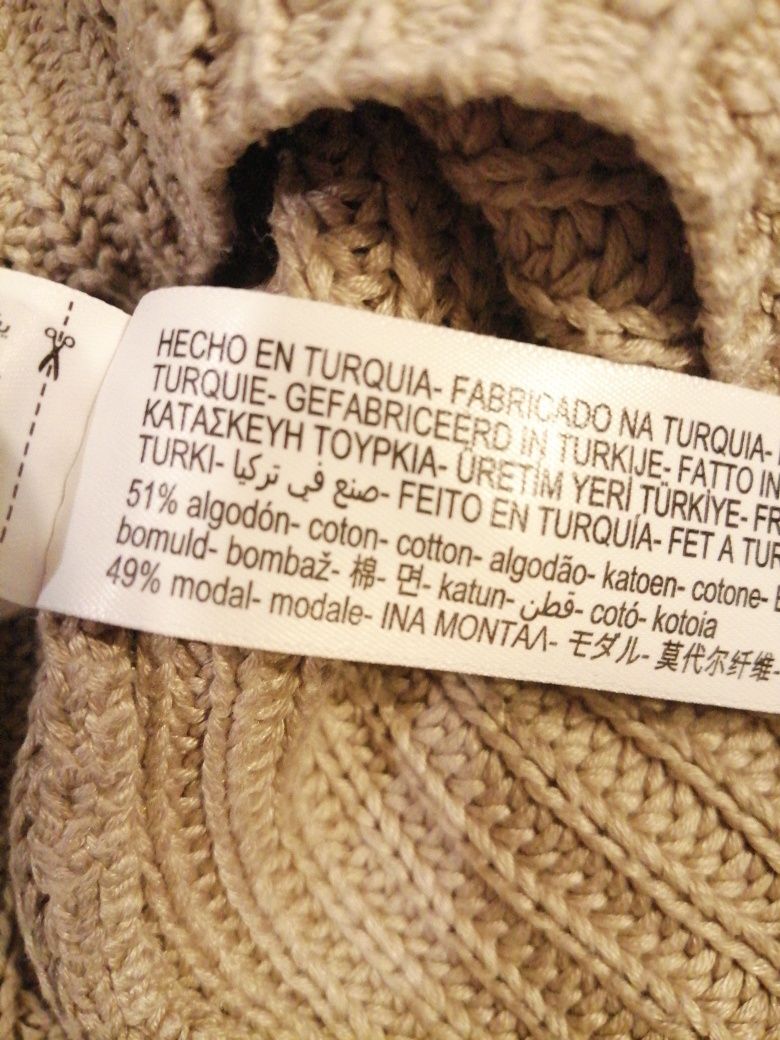 HECHO EN TURQUIA- FABRICADO NA TURQUIA-
TURQUIE- GEFABRICEERD IN TURKIJE- FATTO IN
ΚΑΤΑΣΚΕΥΗ ΤΟΥΡΚΙΑ- ÜRETİM YERİ TÜRKİYE- FR
TURKI- صنع في تركيا- FEITO EN TURQUÍA- FET A TUR
51% algodón- coton- cotton- algodão- katoen- cotone-
bomuld- bombaž- 棉- 면- katun- قطن- cotó- kotoia
49% modal- modale- ΙΝΑ ΜΟΝΤΑΛ- モダル- 莫代尔纤维-